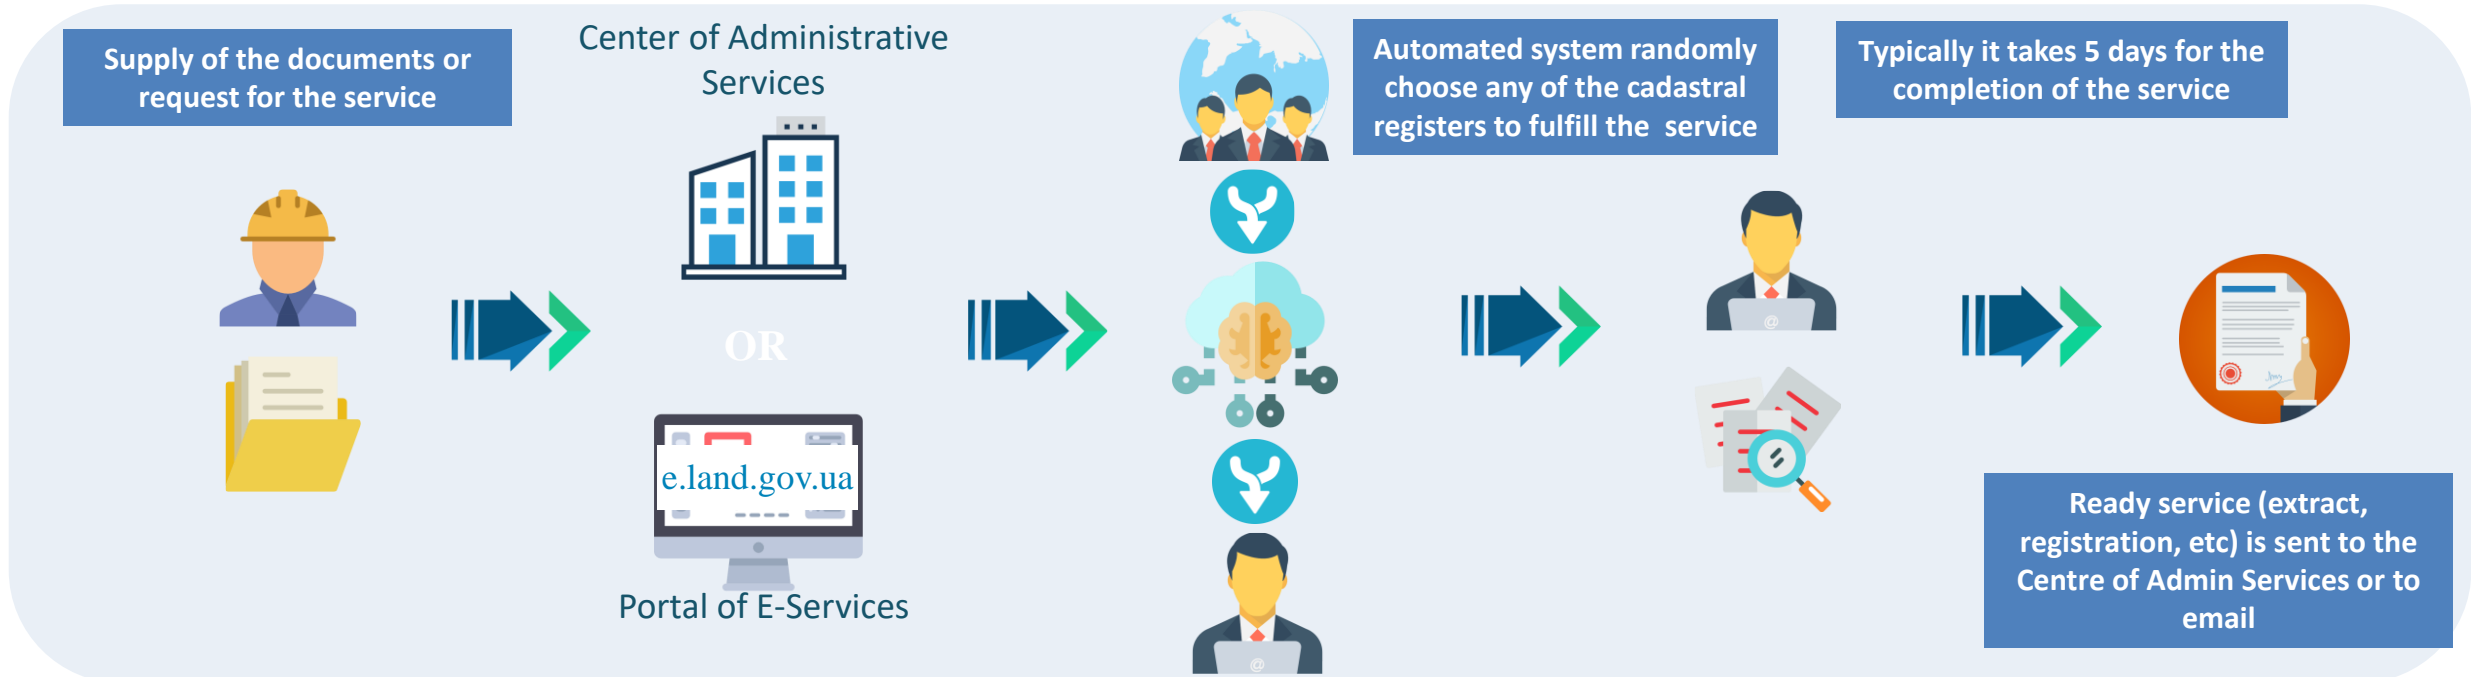 Supply of the documents or
request for the service
Center of Administrative
Services
OR
e.land.gov.ua
Portal of E-Services
Automated system randomly
choose any of the cadastral
registers to fulfill the  service
@
Typically it takes 5 days for the
completion of the service
@
Ready service (extract,
registration, etc) is sent to the
Centre of Admin Services or to
email